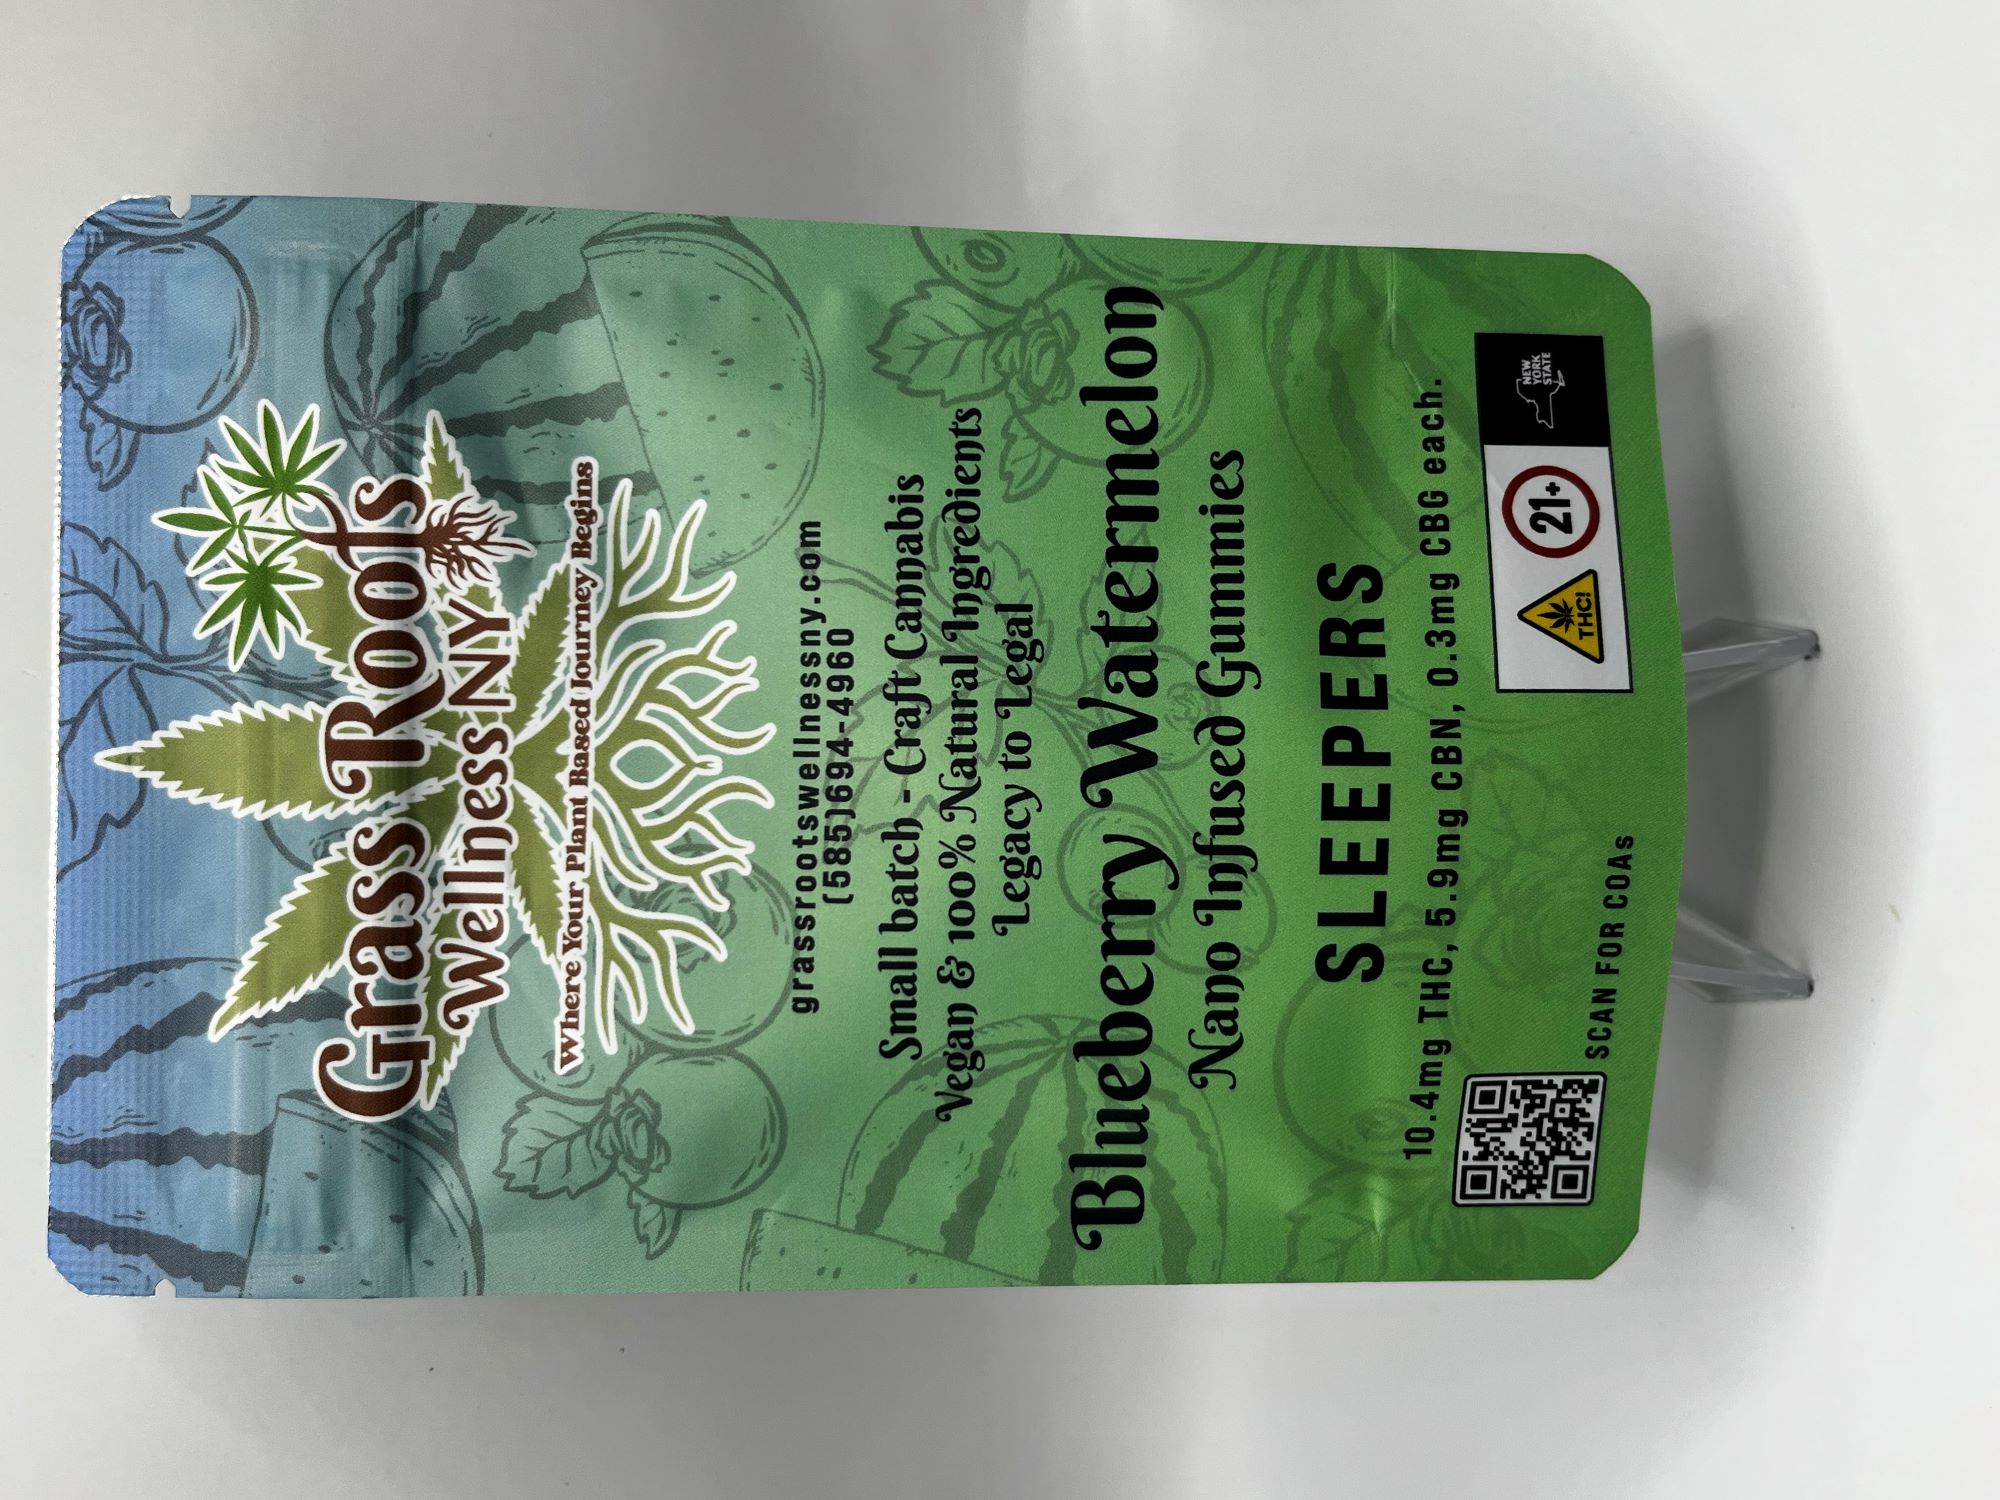 Grass Roots
Wellness NY
Where Your Plant Based Journey Begins
grassrootswellnessny.com
(585)694-4960
Small batch - Craft Cannabis
Vegan & 100% Natural Ingredients
Legacy to Legal
Blueberry Watermelon
Nano Infused Gummies
SLEEPERS
10.4mg THC, 5.9mg CBN, 0.3mg CBG each.
SCAN FOR COAs
THC!
21+
NEW
YORK
STATE